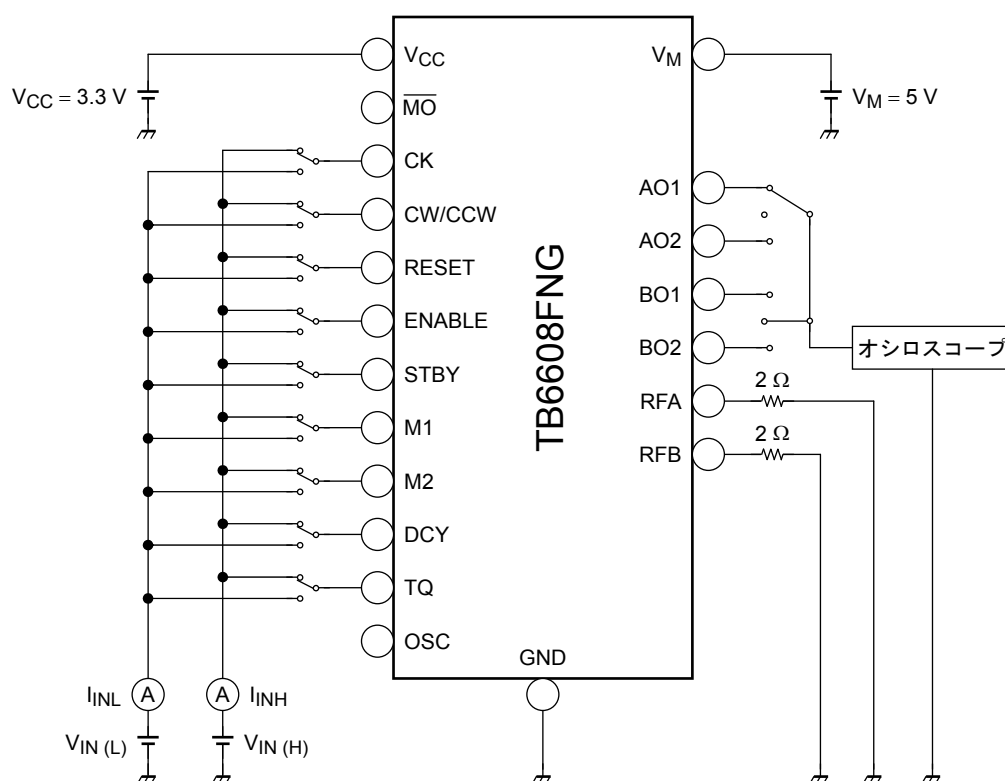 VCC
VM
VCC = 3.3 V
VM = 5 V
MO
CK
CW/CCW
RESET
ENABLE
STBY
M1
M2
DCY
TQ
OSC
GND
TB6608FNG
AO1
AO2
BO1
BO2
RFA
RFB
2 Ω
2 Ω
オシロスコープ
IINL
A
A
IINH
VIN (L)
VIN (H)